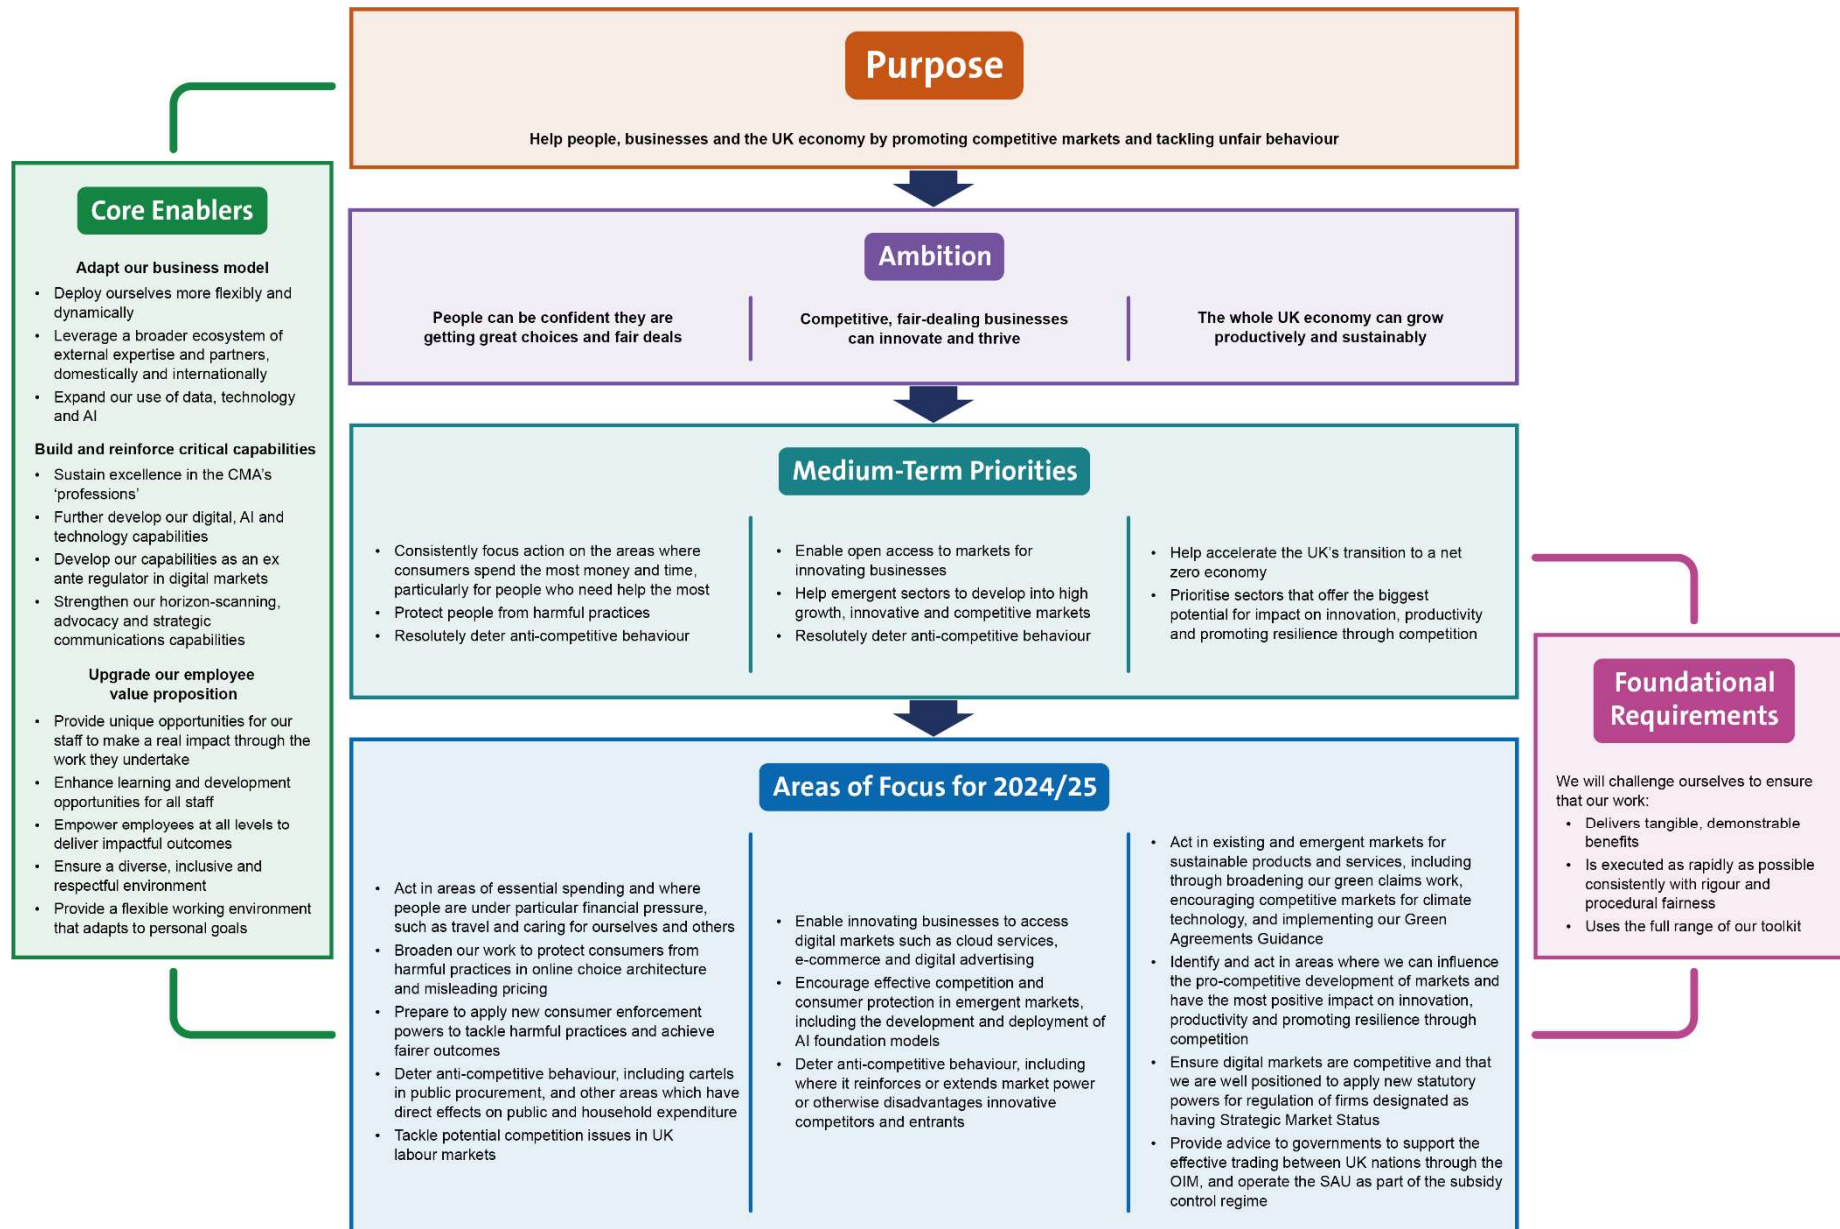 Purpose
Help people, businesses and the UK economy by promoting competitive markets and tackling unfair behaviour
Core Enablers
Adapt our business model
• Deploy ourselves more flexibly and
dynamically
• Leverage a broader ecosystem of
external expertise and partners,
domestically and internationally
• Expand our use of data, technology
and AI
Build and reinforce critical capabilities
• Sustain excellence in the CMA's
'professions'
• Further develop our digital, AI and
technology capabilities
• Develop our capabilities as an ex
ante regulator in digital markets
• Strengthen our horizon-scanning,
advocacy and strategic
communications capabilities
Upgrade our employee
value proposition
• Provide unique opportunities for our
staff to make a real impact through the
work they undertake
• Enhance learning and development
opportunities for all staff
• Empower employees at all levels to
deliver impactful outcomes
• Ensure a diverse, inclusive and
respectful environment
• Provide a flexible working environment
that adapts to personal goals
Ambition
People can be confident they are
getting great choices and fair deals
Competitive, fair-dealing businesses
can innovate and thrive
The whole UK economy can grow
productively and sustainably
Medium-Term Priorities
• Consistently focus action on the areas where
consumers spend the most money and time,
particularly for people who need help the most
• Protect people from harmful practices
• Resolutely deter anti-competitive behaviour
• Enable open access to markets for
innovating businesses
• Help emergent sectors to develop into high
growth, innovative and competitive markets
• Resolutely deter anti-competitive behaviour
• Help accelerate the UK's transition to a net
zero economy
• Prioritise sectors that offer the biggest
potential for impact on innovation, productivity
and promoting resilience through competition
Areas of Focus for 2024/25
• Act in areas of essential spending and where
people are under particular financial pressure,
such as travel and caring for ourselves and others
• Broaden our work to protect consumers from
harmful practices in online choice architecture
and misleading pricing
• Prepare to apply new consumer enforcement
powers to tackle harmful practices and achieve
fairer outcomes
• Deter anti-competitive behaviour, including cartels
in public procurement, and other areas which have
direct effects on public and household expenditure
• Tackle potential competition issues in UK
labour markets
• Enable innovating businesses to access
digital markets such as cloud services,
e-commerce and digital advertising
• Encourage effective competition and
consumer protection in emergent markets,
including the development and deployment of
AI foundation models
• Deter anti-competitive behaviour, including
where it reinforces or extends market power
or otherwise disadvantages innovative
competitors and entrants
• Act in existing and emergent markets for
sustainable products and services, including
through broadening our green claims work,
encouraging competitive markets for climate
technology, and implementing our Green
Agreements Guidance
• Identify and act in areas where we can influence
the pro-competitive development of markets and
have the most positive impact on innovation,
productivity and promoting resilience through
competition
• Ensure digital markets are competitive and that
we are well positioned to apply new statutory
powers for regulation of firms designated as
having Strategic Market Status
• Provide advice to governments to support the
effective trading between UK nations through the
OIM, and operate the SAU as part of the subsidy
control regime
Foundational
Requirements
We will challenge ourselves to ensure
that our work:
• Delivers tangible, demonstrable
benefits
• Is executed as rapidly as possible
consistently with rigour and
procedural fairness
• Uses the full range of our toolkit